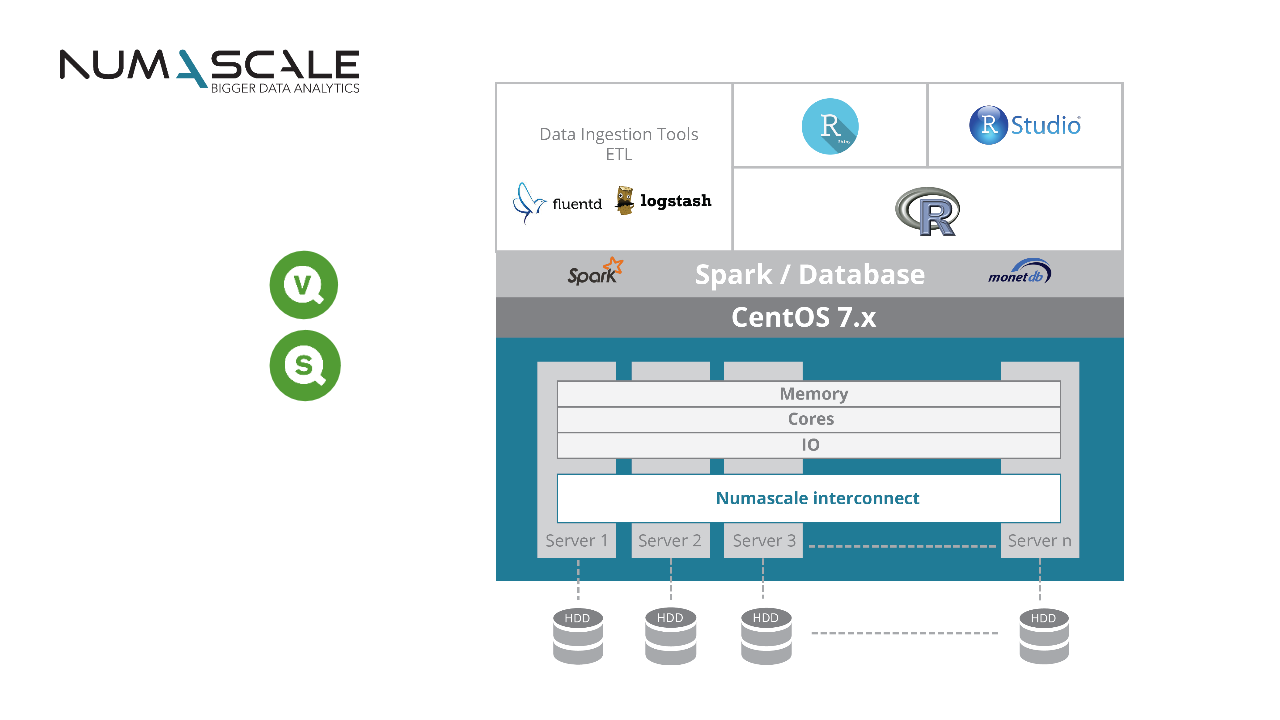 NUMASCALE
BIGGER DATA ANALYTICS
Data Ingestion Tools
ETL
fluentd
logstash
R
R Studio
R
V
S
Spark
Spark / Database
monetdb
CentOS 7.x
Memory
Cores
IO
Numascale interconnect
Server 1
Server 2
Server 3
Server n
HDD
HDD
HDD
HDD